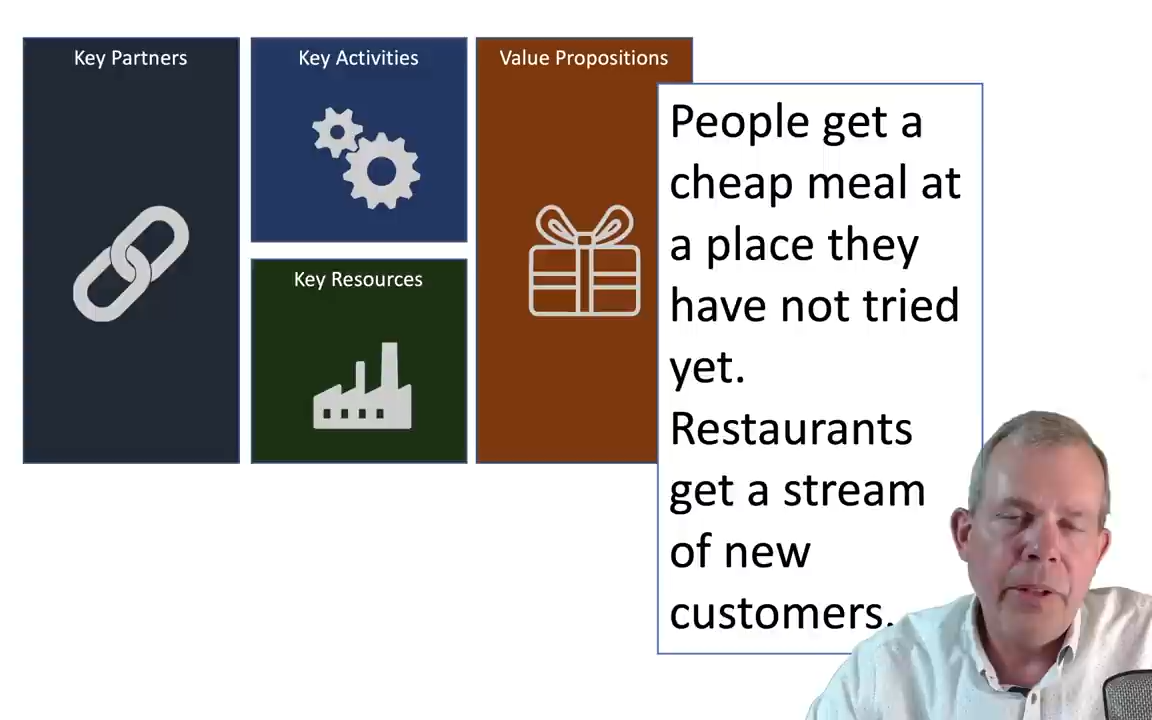 Key Partners
Key Activities
Value Propositions
Key Resources
People get a
cheap meal at
a place they
have not tried
yet.
Restaurants
get a stream
of new
customers.